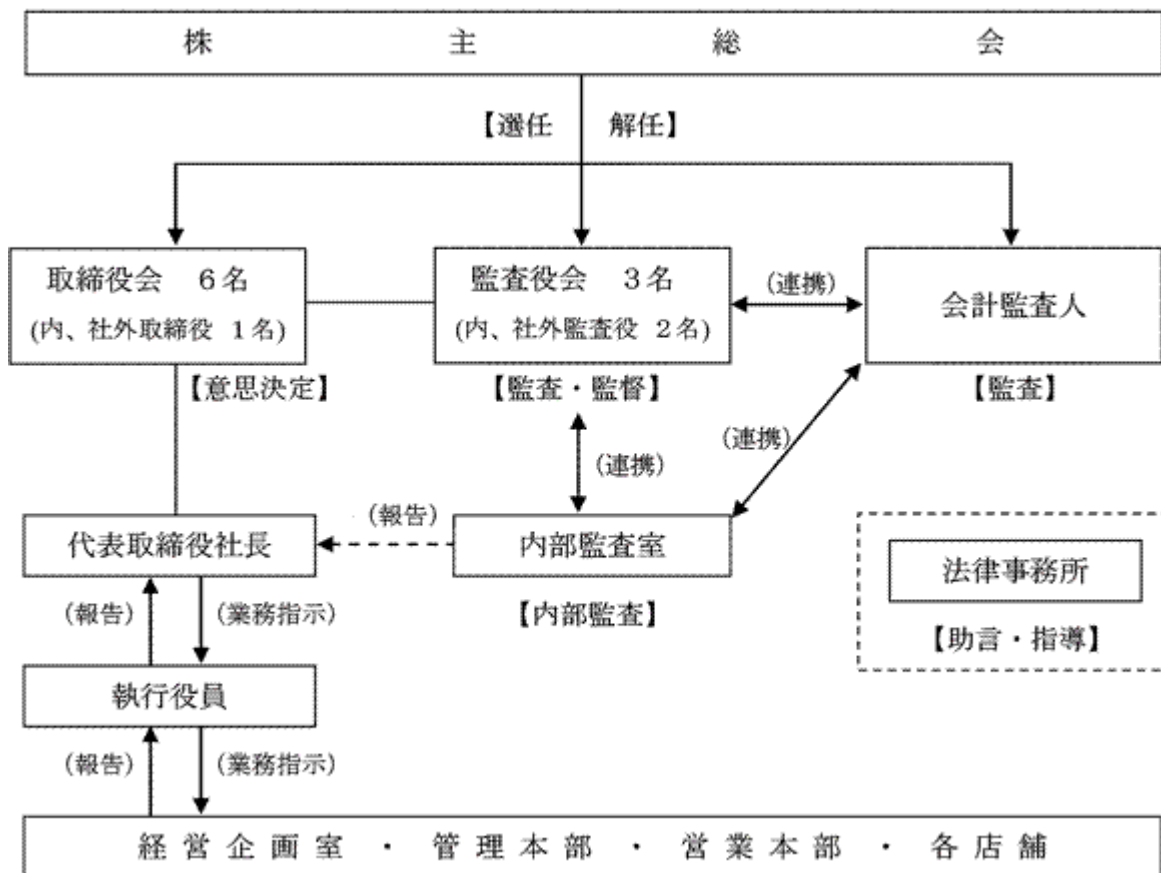 株主総会
【選任 解任】
取締役会 6名
(内、社外取締役 1名)
【意思決定】
監査役会 3名
(内、社外監査役 2名)
【監査・監督】
(連携)
会計監査人
【監査】
(連携)
(連携)
代表取締役社長
(報告)
内部監査室
【内部監査】
法律事務所
【助言・指導】
(報告)
(業務指示)
執行役員
(報告)
(業務指示)
経営企画室・管理本部・営業本部・各店舗